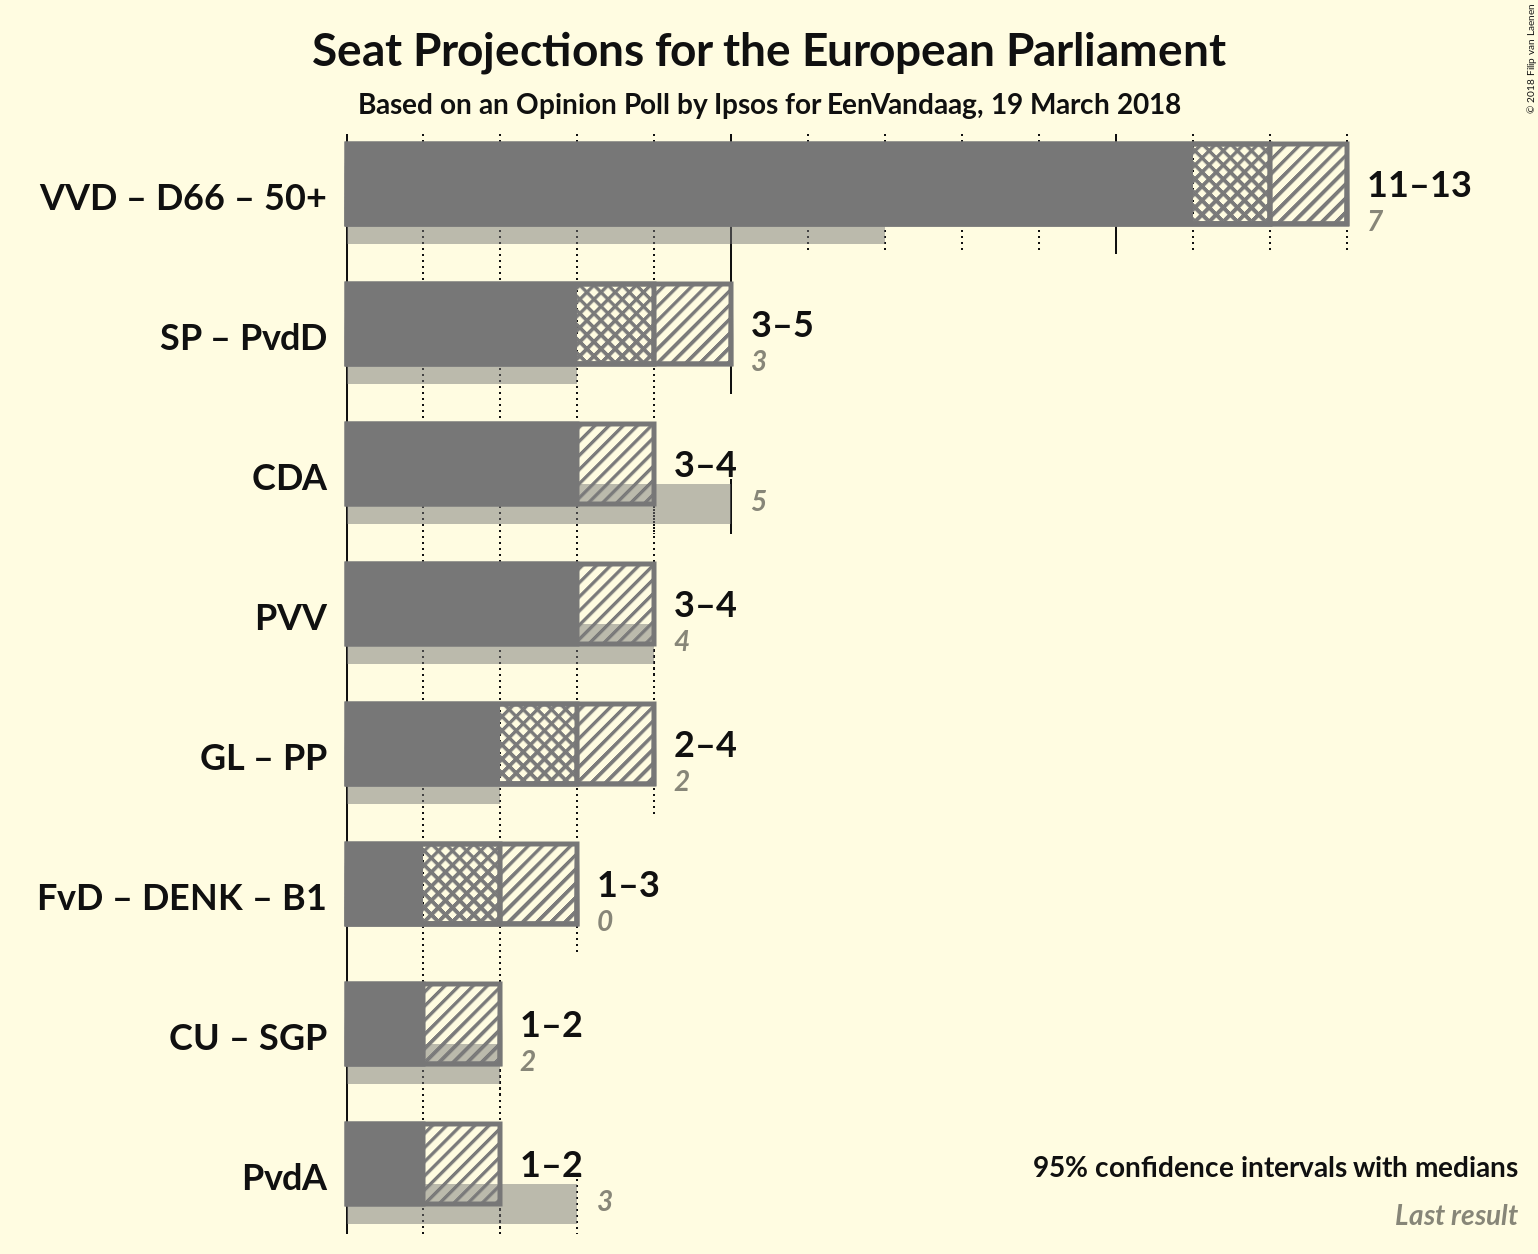 Seat Projections for the European Parliament
Based on an Opinion Poll by Ipsos for EenVandaag, 19 March 2018
© 2018 Filip van Laenen
VVD – D66 – 50+
11–13
7
SP – PvdD
3–5
3
CDA
3–4
5
PVV
3–4
4
GL – PP
2–4
2
FvD – DENK – B1
1–3
0
CU – SGP
1–2
2
PvdA
1–2
3
95% confidence intervals with medians
Last result